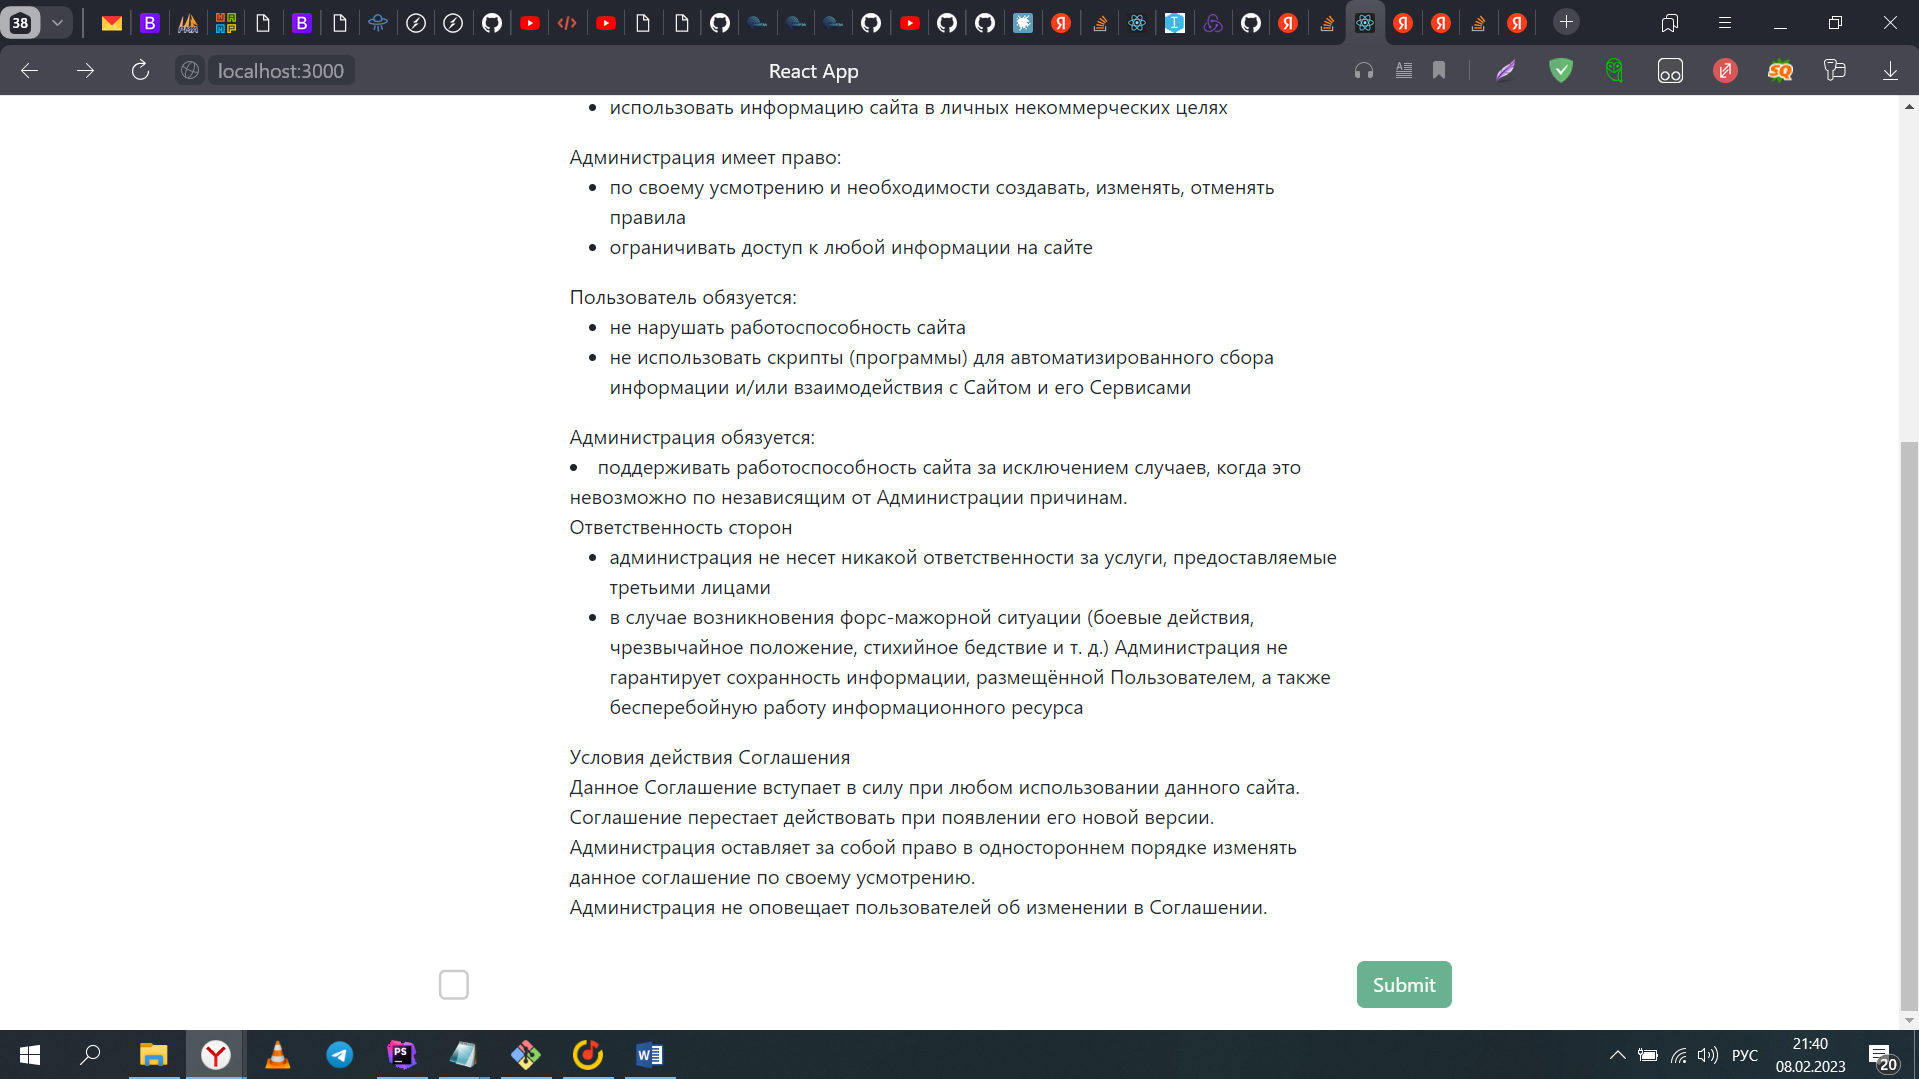 38
localhost:3000
React App
использовать информацию сайта в личных некоммерческих целях
Администрация имеет право:
по своему усмотрению и необходимости создавать, изменять, отменять
правила
ограничивать доступ к любой информации на сайте
Пользователь обязуется:
не нарушать работоспособность сайта
не использовать скрипты (программы) для автоматизированного сбора
информации и/или взаимодействия с Сайтом и его Сервисами
Администрация обязуется:
поддерживать работоспособность сайта за исключением случаев, когда это
невозможно по независящим от Администрации причинам.
Ответственность сторон
администрация не несет никакой ответственности за услуги, предоставляемые
третьими лицами
в случае возникновения форс-мажорной ситуации (боевые действия,
чрезвычайное положение, стихийное бедствие и т. д.) Администрация не
гарантирует сохранность информации, размещённой Пользователем, а также
бесперебойную работу информационного ресурса
Условия действия Соглашения
Данное Соглашение вступает в силу при любом использовании данного сайта.
Соглашение перестает действовать при появлении его новой версии.
Администрация оставляет за собой право в одностороннем порядке изменять
данное соглашение по своему усмотрению.
Администрация не оповещает пользователей об изменении в Соглашении.
Submit
РУС
21:40
08.02.2023
20